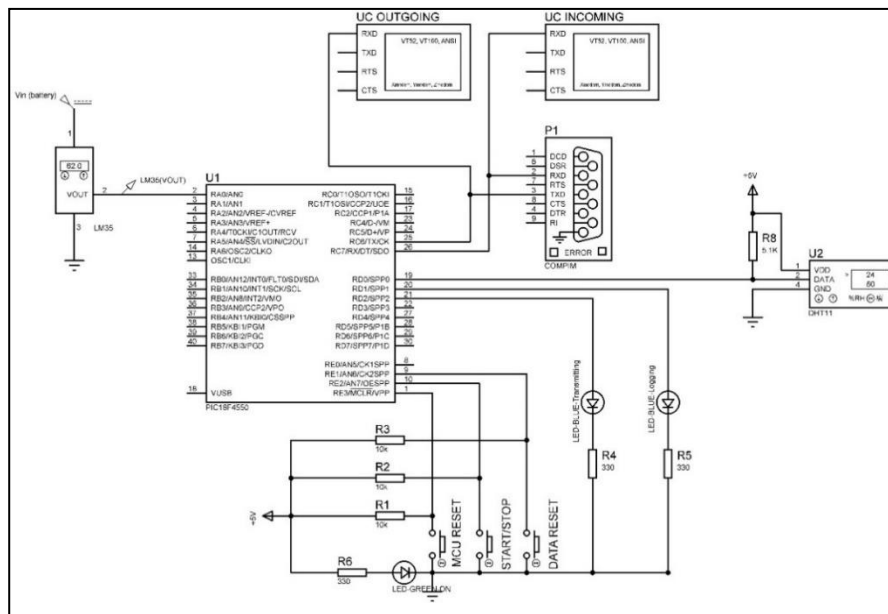 UC OUTGOING
RXD
TXD
RTS
CTS
VT52, VT100, ANSI
UC INCOMING
RXD
TXD
RTS
CTS
VT52, VT100, ANSI
Vin (battery)
1
62.0
VOUT
2
LM35(VOUT)
3
LM35
P1
1 DCD
6 DSR
2 RXD
7 RTS
3 TXD
8 CTS
4 DTR
9 RI
ERROR
COMPIM
U1
2 RA0/AN0
3 RA1/AN1
4 RA2/AN2/VREF-/CVREF
5 RA3/AN3/VREF+
6 RA4/T0CKI/C1OUT/RCV
7 RA5/AN4/SS/LVDIN/C2OUT
14 RA6/OSC2/CLKO
13 OSC1/CLKI
33 RB0/AN12/INT0/FLT0/SDI/SDA
34 RB1/AN10/INT1/SCK/SCL
35 RB2/AN8/INT2/VMO
36 RB3/AN9/CCP2/VPO
37 RB4/AN11/KBI0/CSSPP
38 RB5/KBI1/PGM
39 RB6/KBI2/PGC
40 RB7/KBI3/PGD
18 VUSB
RC0/T1OSO/T1CKI 15
RC1/T1OSI/CCP2/UOE 16
RC2/CCP1/P1A 17
RC4/D-/VM 23
RC5/D+/VP 24
RC6/TX/CK 25
RC7/RX/DT/SDO 26
RD0/SPP0 19
RD1/SPP1 20
RD2/SPP2 21
RD3/SPP3 22
RD4/SPP4 27
RD5/SPP5/P1B 28
RD6/SPP6/P1C 29
RD7/SPP7/P1D 30
RE0/AN5/CK1SPP 8
RE1/AN6/CK2SPP 9
RE2/AN7/OESPP 10
RE3/MCLR/VPP 1
PIC18F4550
+5V
R8
5.1K
U2
1 VDD
2 DATA
4 GND
24
80
%RH
DHT11
LED-BLUE-Transmitting
LED-BLUE-Logging
R4
330
R5
330
R3
10k
R2
10k
R1
10k
+5V
R6
330
LED-GREEN ON
MCU RESET
START/STOP
DATA RESET